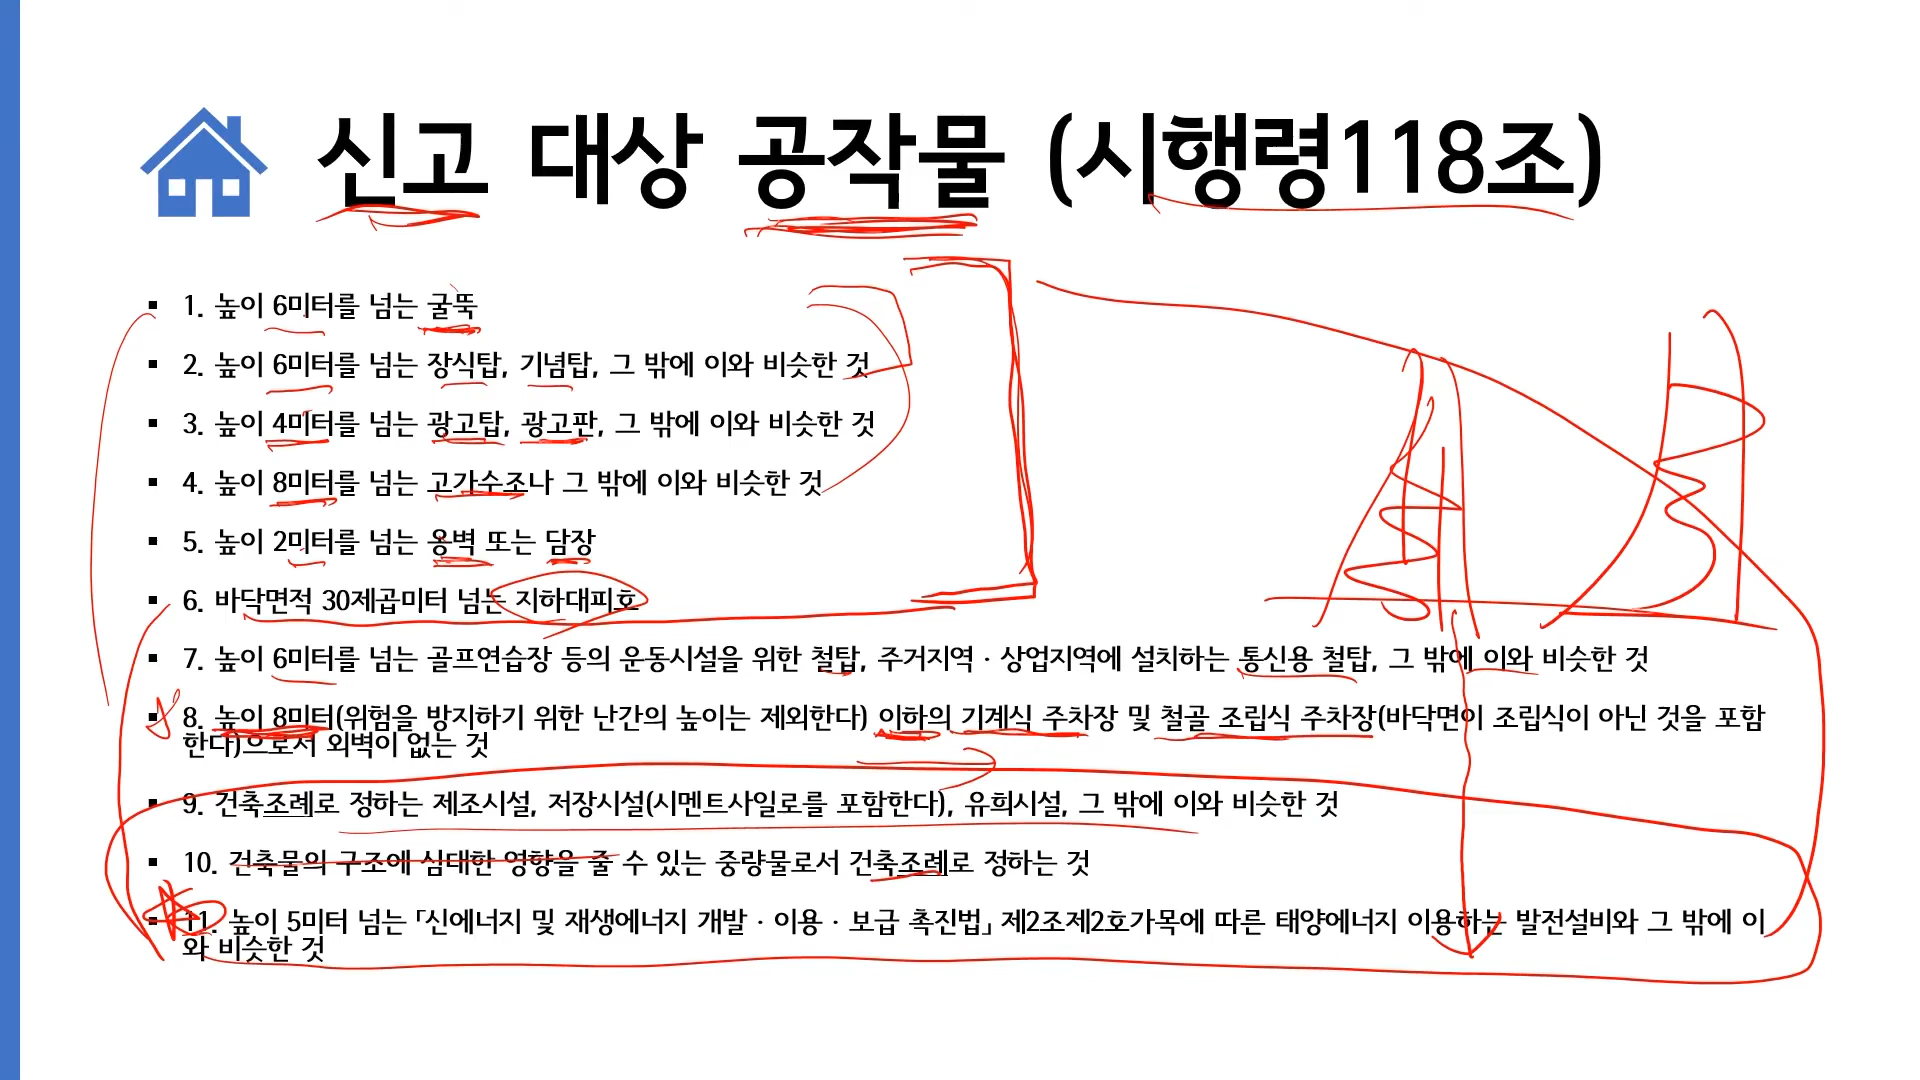 신고 대상 공작물 (시행령118조)
▪ 1. 높이 6미터를 넘는 굴뚝
▪ 2. 높이 6미터를 넘는 장식탑, 기념탑, 그 밖에 이와 비슷한 것
▪ 3. 높이 4미터를 넘는 광고탑, 광고판, 그 밖에 이와 비슷한 것
▪ 4. 높이 8미터를 넘는 고가수조나 그 밖에 이와 비슷한 것
▪ 5. 높이 2미터를 넘는 옹벽 또는 담장
▪ 6. 바닥면적 30제곱미터 넘는 지하대피호
▪ 7. 높이 6미터를 넘는 골프연습장 등의 운동시설을 위한 철탑, 주거지역 · 상업지역에 설치하는 통신용 철탑, 그 밖에 이와 비슷한 것
▪ 8. 높이 8미터(위험을 방지하기 위한 난간의 높이는 제외한다) 이하의 기계식 주차장 및 철골 조립식 주차장(바닥면이 조립식이 아닌 것을 포함
한다)으로서 외벽이 없는 것
▪ 9. 건축조례로 정하는 제조시설, 저장시설(시멘트사일로를 포함한다), 유희시설, 그 밖에 이와 비슷한 것
▪ 10. 건축물의 구조에 심대한 영향을 줄 수 있는 중량물로서 건축조례로 정하는 것
▪ 11. 높이 5미터 넘는 「신에너지 및 재생에너지 개발 · 이용 · 보급 촉진법」 제2조제2호가목에 따른 태양에너지 이용하는 발전설비와 그 밖에 이
와 비슷한 것